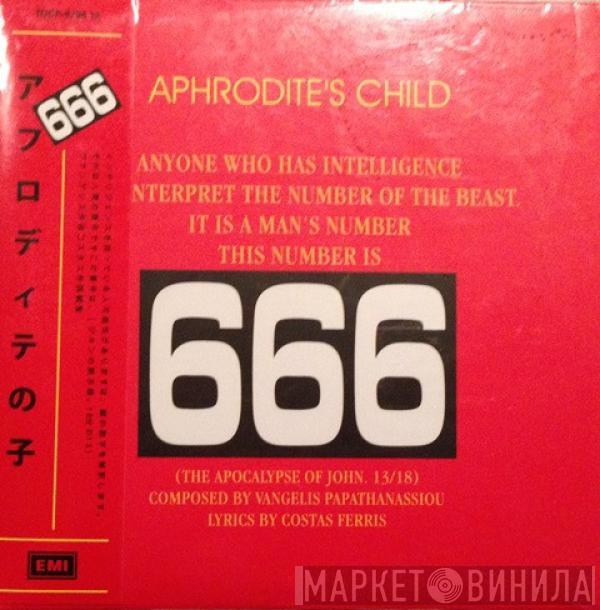 アフロディテの子
666
APHRODITE'S CHILD
ANYONE WHO HAS INTELLIGENCE
NTERPRET THE NUMBER OF THE BEAST.
IT IS A MAN'S NUMBER
THIS NUMBER IS
666
(THE APOCALYPSE OF JOHN. 13/18)
COMPOSED BY VANGELIS PAPATHANASSIOU
LYRICS BY COSTAS FERRIS
EMI
МАРКЕТ ВИНИЛА